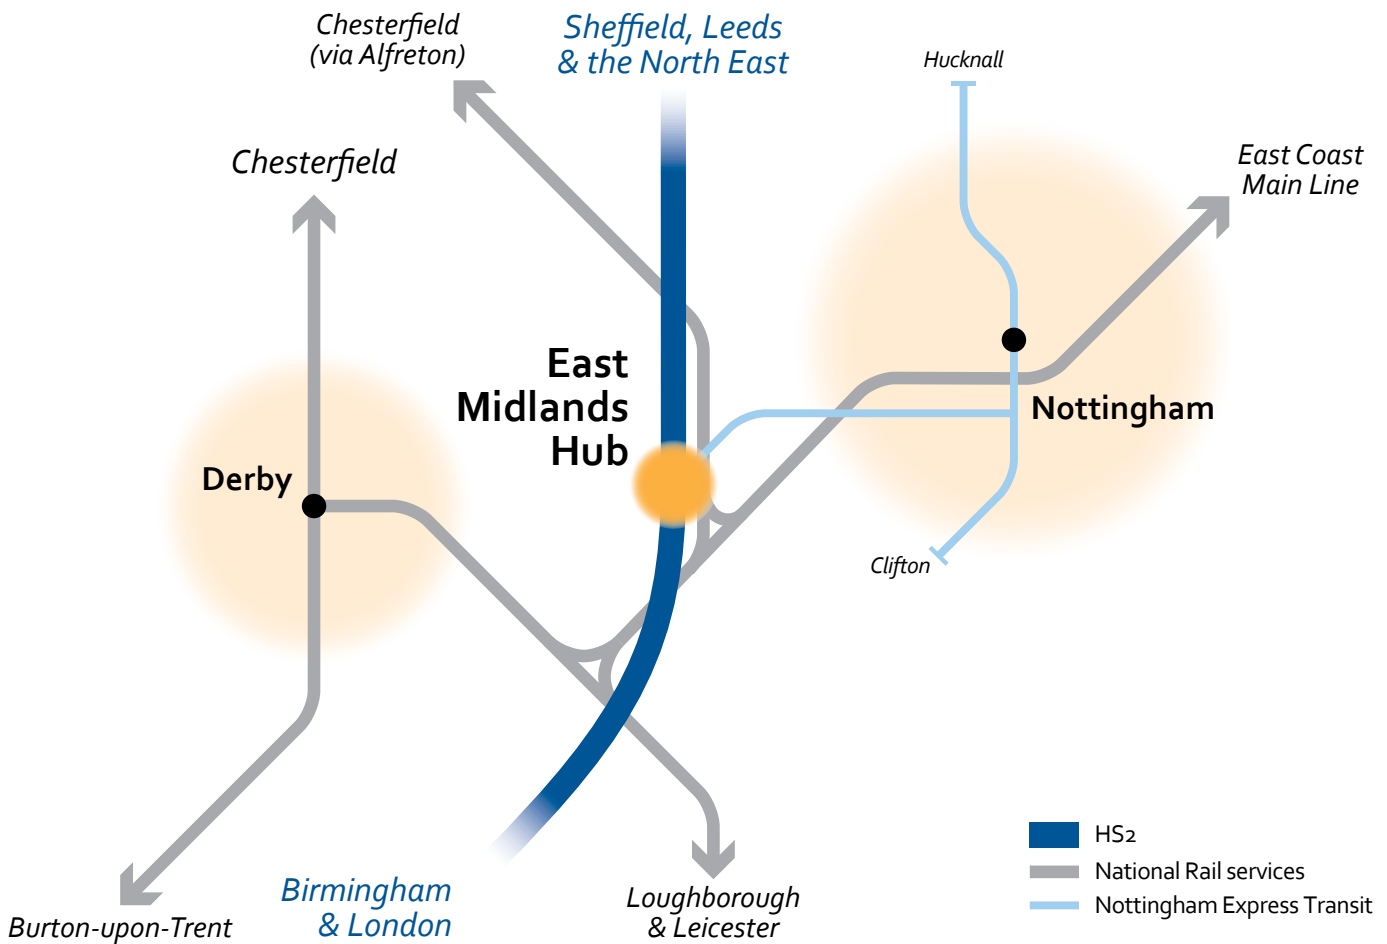 Chesterfield
(via Alfreton)
Sheffield, Leeds
& the North East
Hucknall
East Coast
Main Line
Chesterfield
East
Midlands
Hub
Nottingham
Derby
Clifton
HS2
National Rail services
Nottingham Express Transit
Burton-upon-Trent
Birmingham
& London
Loughborough
& Leicester